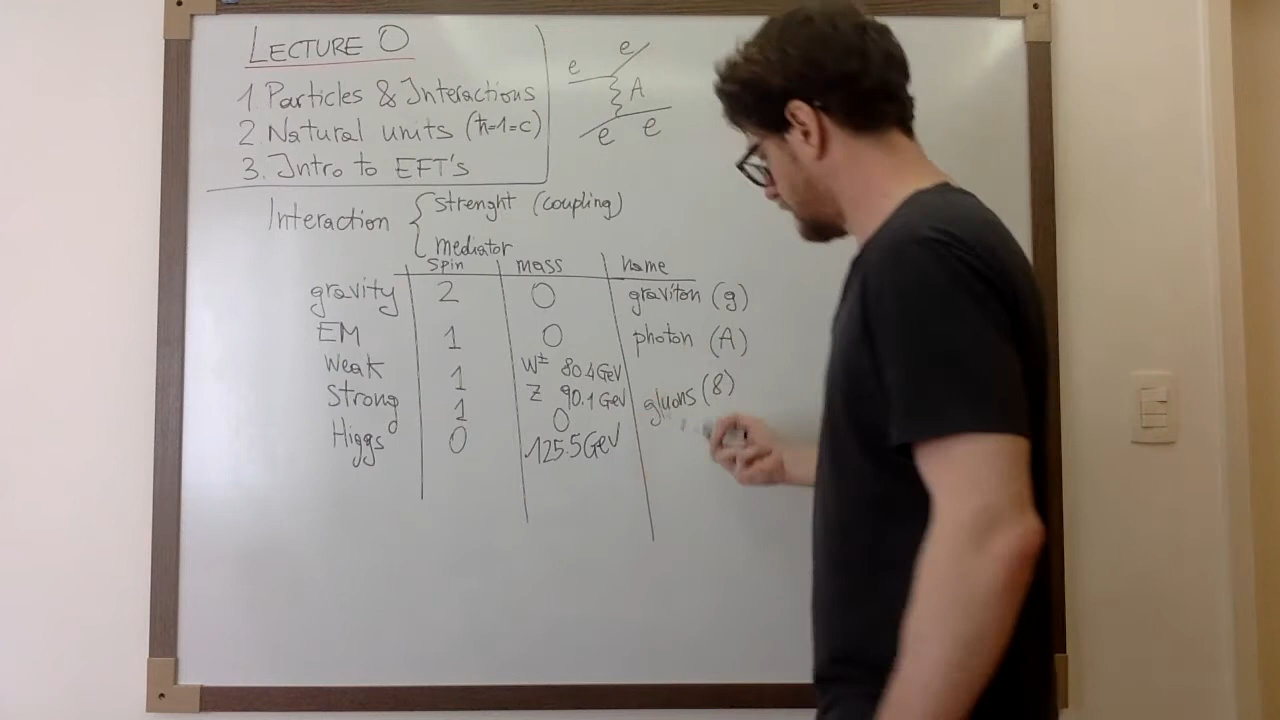 LECTURE 0
1. Particles & Interactions
2 Natural units (ħ=1=c)
3. Intro to EFT's
e
e
A
e e
Interaction { Strenght (coupling)
mediator
spin mass name
gravity 2 0 graviton (g)
EM 1 0 photon (A)
Weak 1 W± 80.4 GeV
Z 90.1 GeV
Strong 1 0 gluons (8)
Higgs 0 125.5 GeV